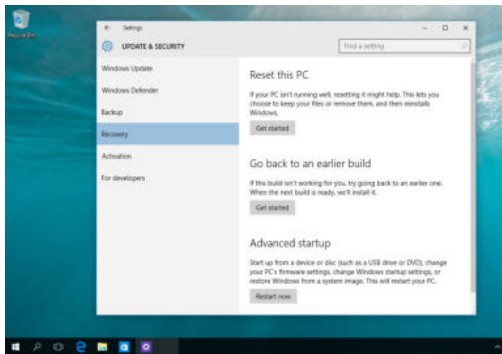 Recycle Bin
Settings
UPDATE & SECURITY
Find a setting
Windows Update
Windows Defender
Backup
Recovery
Activation
For developers
Reset this PC
If your PC isn't running well, resetting it might help. This lets you
choose to keep your files or remove them, and then reinstalls
Windows.
Get started
Go back to an earlier build
If this build isn't working for you, try going back to an earlier one.
When the next build is ready, we'll install it.
Get started
Advanced startup
Start up from a device or disc (such as a USB drive or DVD), change
your PC's firmware settings, change Windows startup settings, or
restore Windows from a system image. This will restart your PC.
Restart now